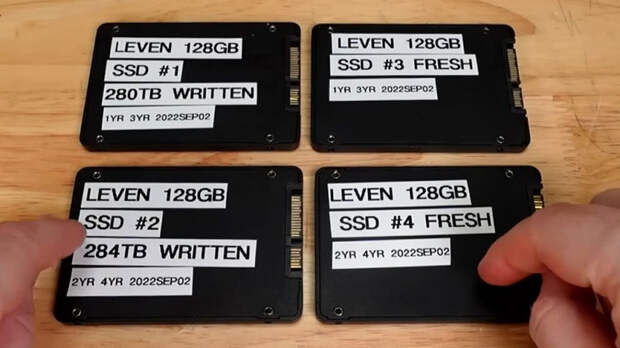 LEVEN 128GB
SSD #1
280TB WRITTEN
1YR 3YR 2022SEP02
LEVEN 128GB
SSD #3 FRESH
1YR 3YR 2022SEP02
LEVEN 128GB
SSD #2
284TB WRITTEN
2YR 4YR 2022SEP02
LEVEN 128GB
SSD #4 FRESH
2YR 4YR 2022SEP02